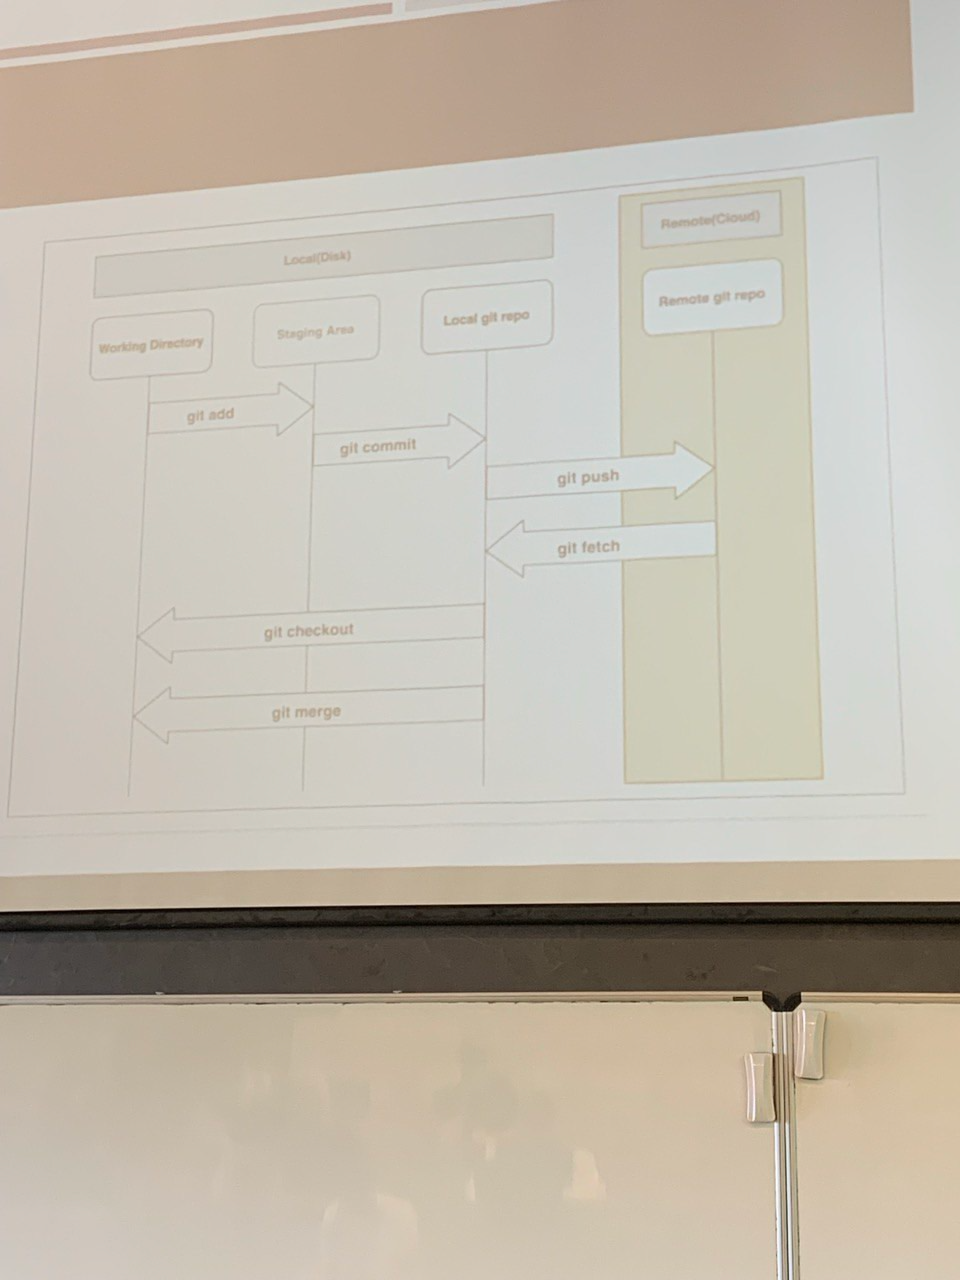 Local(Disk)
Remote(Cloud)
Working Directory
Staging Area
Local git repo
Remote git repo
git add
git commit
git push
git fetch
git checkout
git merge